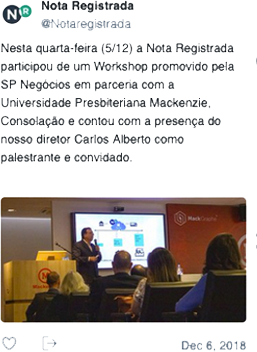 Nota Registrada
@Notaregistrada
Nesta quarta-feira (5/12) a Nota Registrada
participou de um Workshop promovido pela
SP Negócios em parceria com a
Universidade Presbiteriana Mackenzie,
Consolação e contou com a presença do
nosso diretor Carlos Alberto como
palestrante e convidado.
Dec 6, 2018